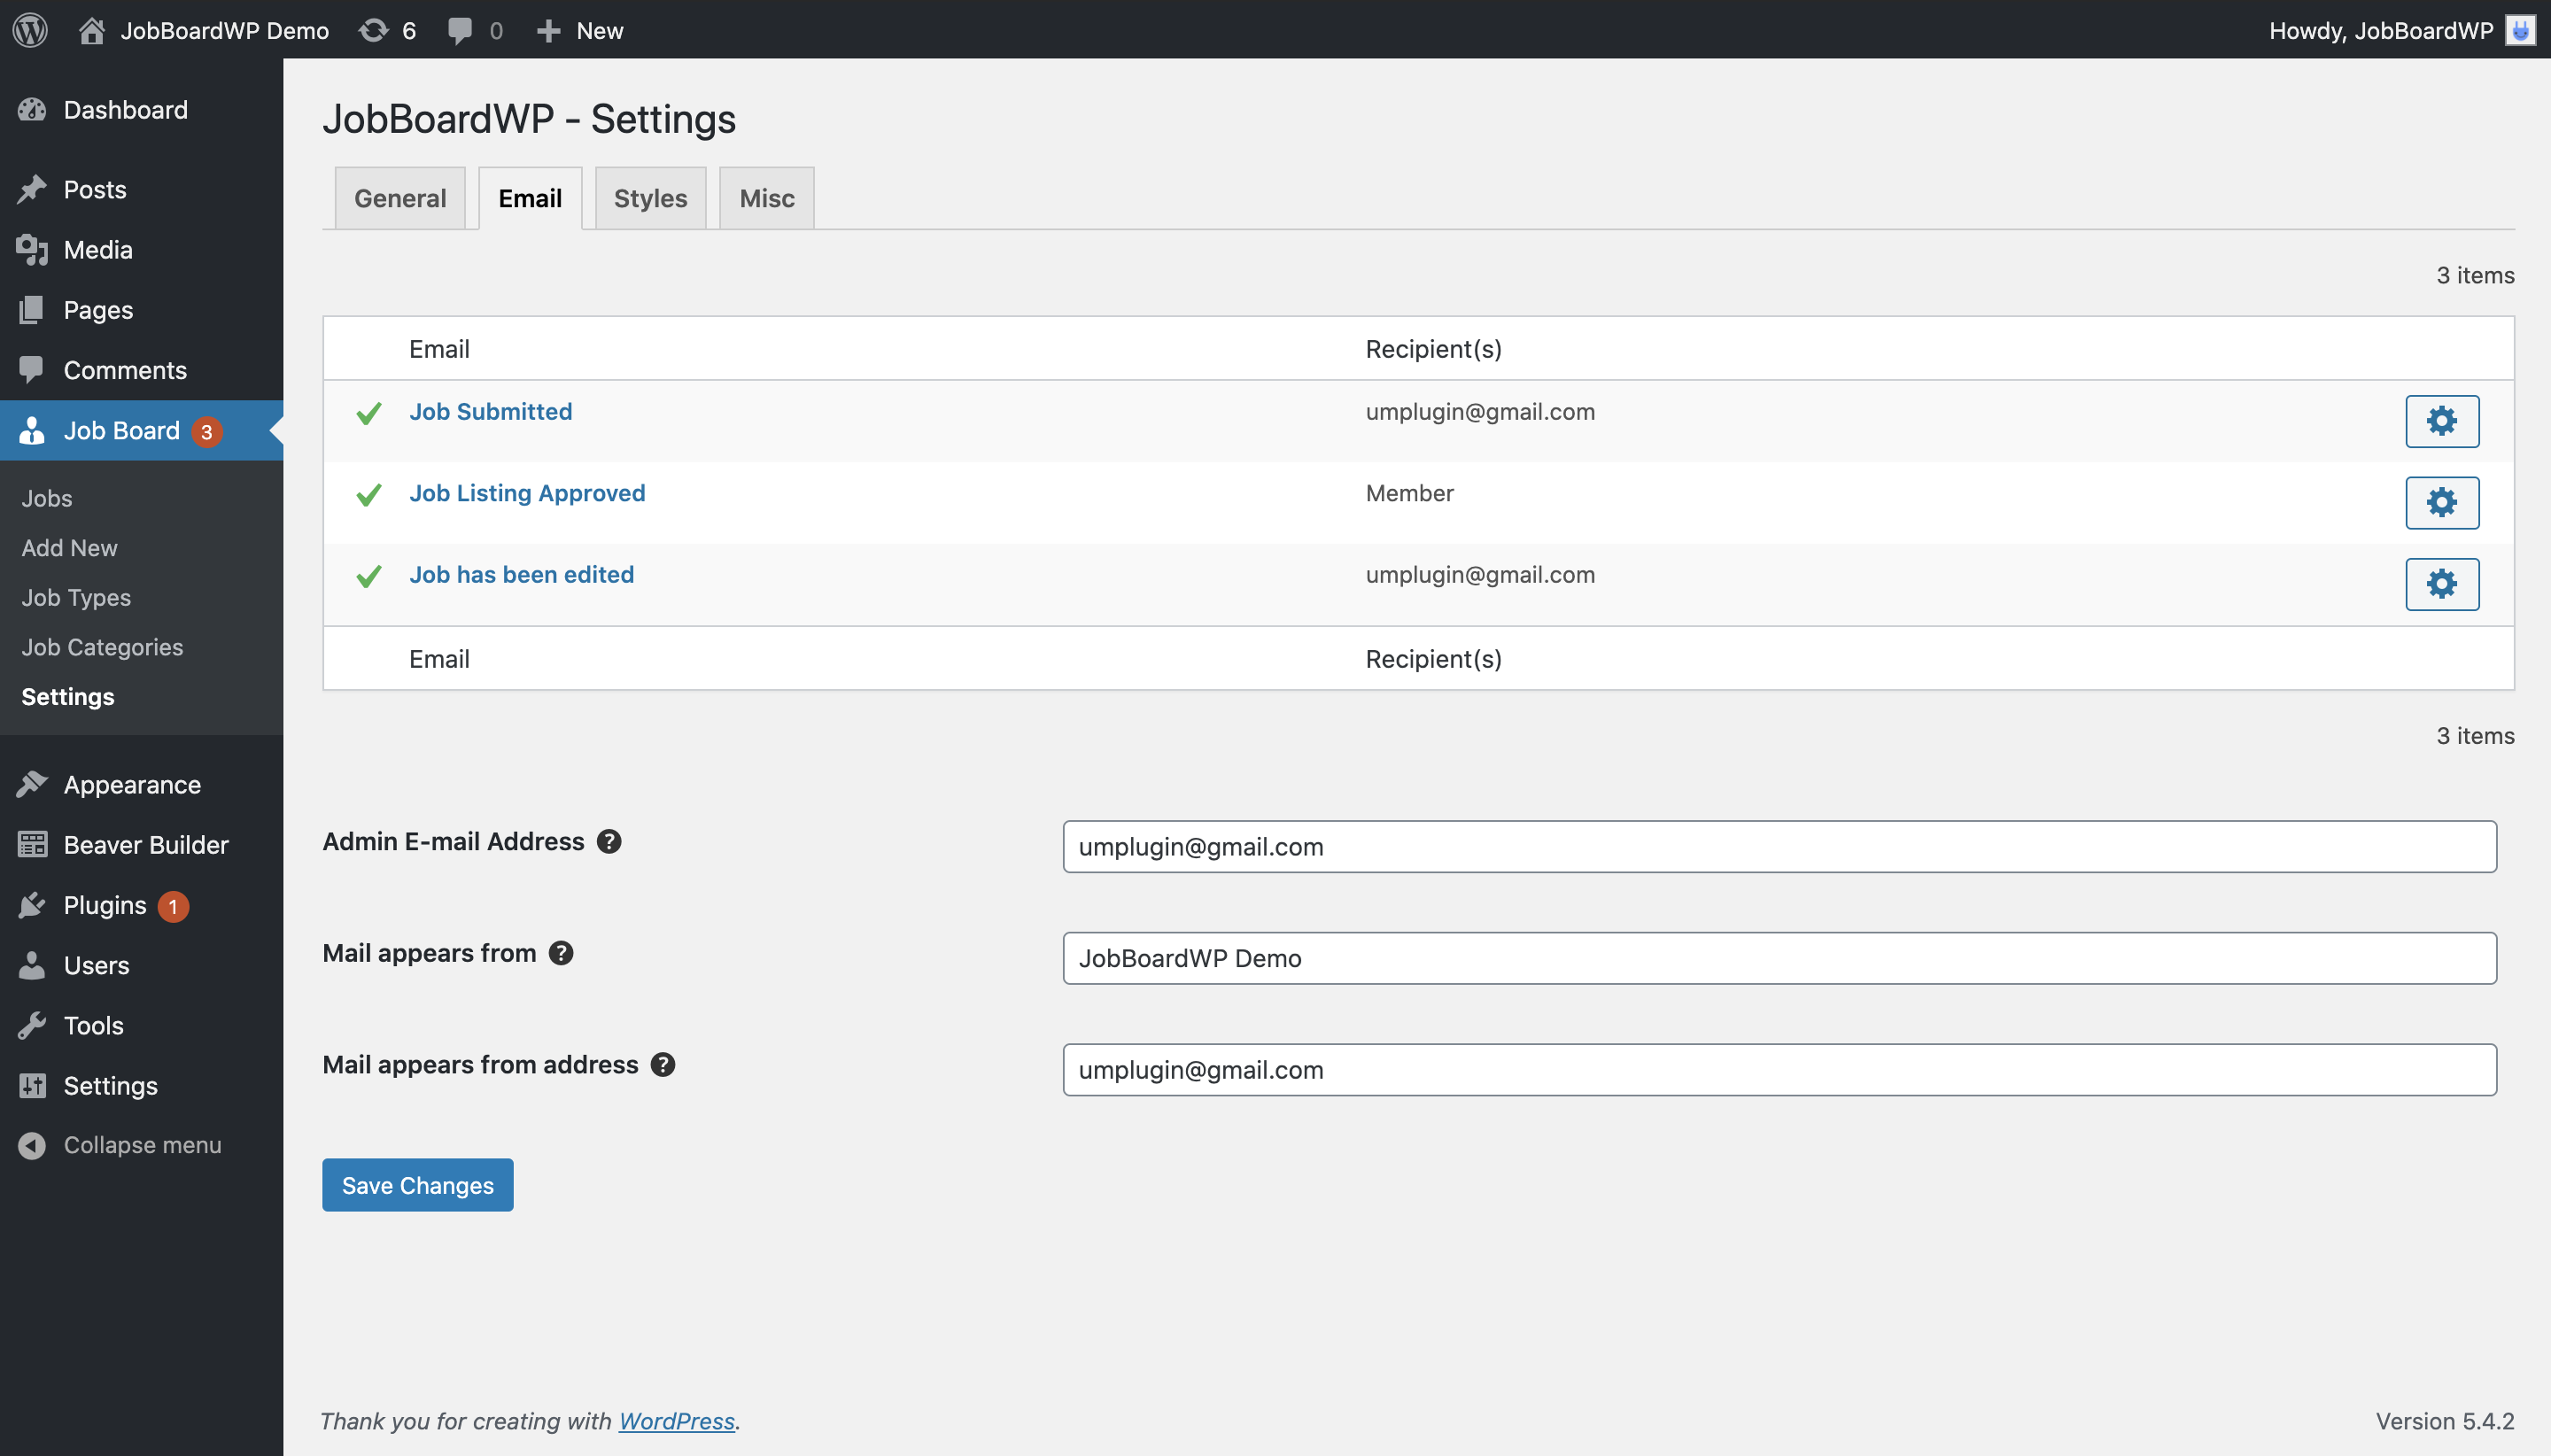 JobBoardWP Demo 6 0 New Howdy, JobBoardWP
Dashboard
Posts
Media
Pages
Comments
Job Board 3
Jobs
Add New
Job Types
Job Categories
Settings
Appearance
Beaver Builder
Plugins 1
Users
Tools
Settings
Collapse menu
JobBoardWP - Settings
General Email Styles Misc
3 items
Email Recipient(s)
Job Submitted umplugin@gmail.com
Job Listing Approved Member
Job has been edited umplugin@gmail.com
Email Recipient(s)
3 items
Admin E-mail Address ? umplugin@gmail.com
Mail appears from ? JobBoardWP Demo
Mail appears from address ? umplugin@gmail.com
Save Changes
Thank you for creating with WordPress. Version 5.4.2